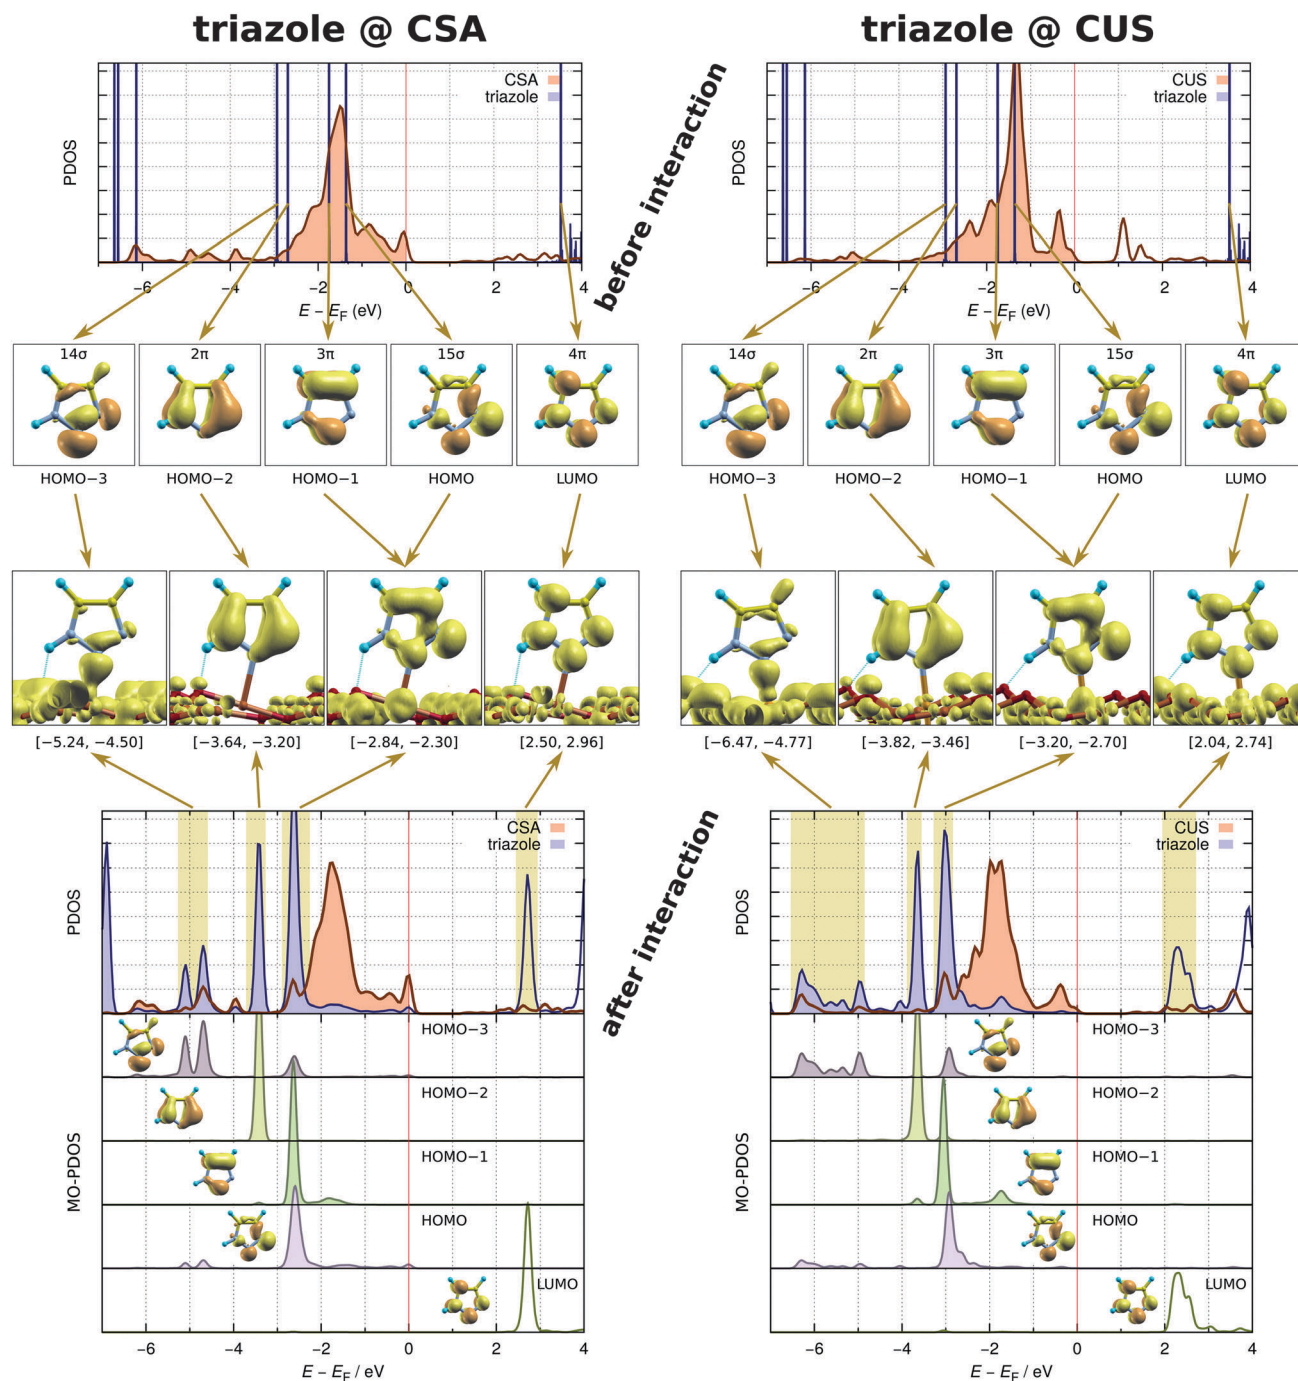 triazole @ CSA
triazole @ CUS
before interaction
PDOS
CSA
triazole
−6 −4 −2 0 2 4
E − EF (eV)
PDOS
CUS
triazole
−6 −4 −2 0 2 4
E − EF (eV)
14σ 2π 3π 15σ 4π
HOMO−3 HOMO−2 HOMO−1 HOMO LUMO
14σ 2π 3π 15σ 4π
HOMO−3 HOMO−2 HOMO−1 HOMO LUMO
[−5.24, −4.50] [−3.64, −3.20] [−2.84, −2.30] [2.50, 2.96]
[−6.47, −4.77] [−3.82, −3.46] [−3.20, −2.70] [2.04, 2.74]
after interaction
PDOS
CSA
triazole
MO-PDOS
HOMO−3
HOMO−2
HOMO−1
HOMO
LUMO
−6 −4 −2 0 2 4
E − EF / eV
PDOS
CUS
triazole
MO-PDOS
HOMO−3
HOMO−2
HOMO−1
HOMO
LUMO
−6 −4 −2 0 2 4
E − EF / eV